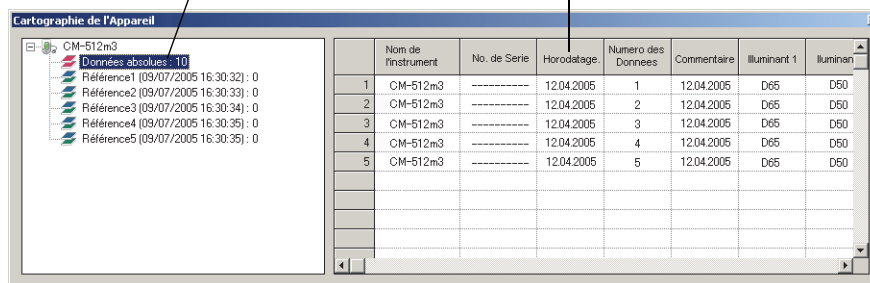 Cartographie de l'Appareil
CM-512m3
Données absolues : 10
Référence1 (09/07/2005 16:30:32) : 0
Référence2 (09/07/2005 16:30:33) : 0
Référence3 (09/07/2005 16:30:34) : 0
Référence4 (09/07/2005 16:30:35) : 0
Référence5 (09/07/2005 16:30:35) : 0
Nom de l'instrument No. de Serie Horodatage. Numero des Donnees Commentaire Illuminant 1 Iluminan
1 CM-512m3 ---------- 12.04.2005 1 12.04.2005 D65 D50
2 CM-512m3 ---------- 12.04.2005 2 12.04.2005 D65 D50
3 CM-512m3 ---------- 12.04.2005 3 12.04.2005 D65 D50
4 CM-512m3 ---------- 12.04.2005 4 12.04.2005 D65 D50
5 CM-512m3 ---------- 12.04.2005 5 12.04.2005 D65 D50